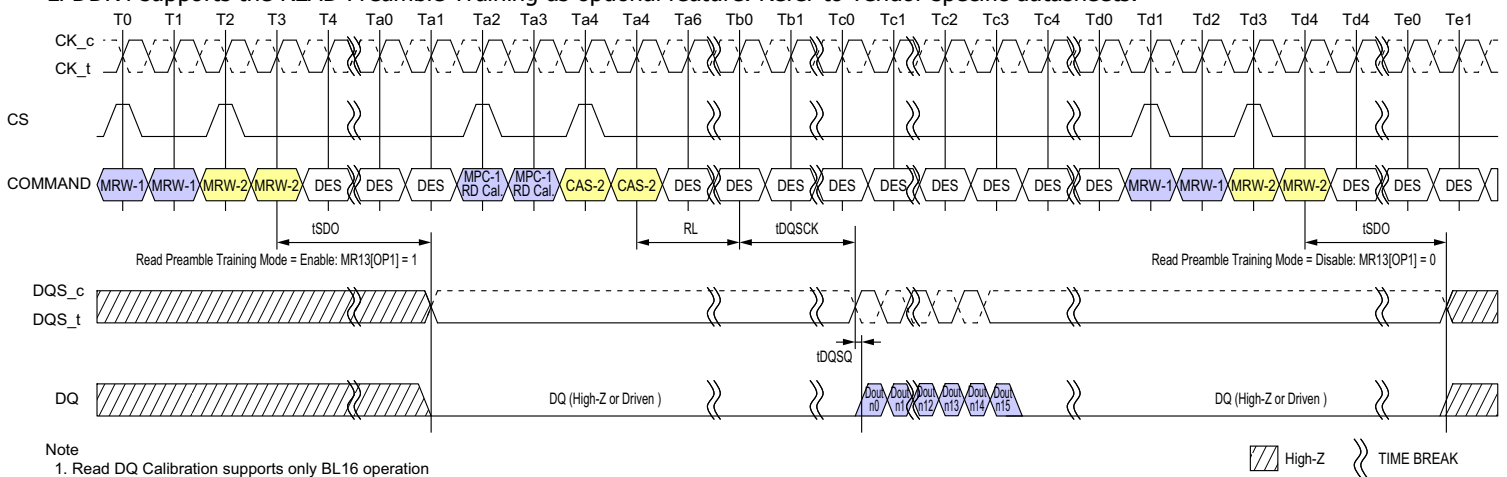 LPDDR4 supports the READ Preamble Training as optional feature. Refer to vendor specific datasheets.
T0 T1 T2 T3 T4 Ta0 Ta1 Ta2 Ta3 Ta4 Ta4 Ta6 Tb0 Tb1 Tc0 Tc1 Tc2 Tc3 Tc4 Td0 Td1 Td2 Td3 Td4 Td4 Te0 Te1
CK_c
CK_t
CS
COMMAND MRW-1 MRW-1 MRW-2 MRW-2 DES DES DES MPC-1 RD Cal. MPC-1 RD Cal. CAS-2 CAS-2 DES DES DES DES DES DES DES DES DES MRW-1 MRW-1 MRW-2 MRW-2 DES DES DES
tSDO RL tDQSCK tSDO
Read Preamble Training Mode = Enable: MR13[OP1] = 1 Read Preamble Training Mode = Disable: MR13[OP1] = 0
DQS_c
DQS_t
tDQSQ
DQ DQ (High-Z or Driven ) Dout n0 Dout n1 Dout n12 Dout n13 Dout n14 Dout n15 DQ (High-Z or Driven )
Note
1. Read DQ Calibration supports only BL16 operation
High-Z TIME BREAK